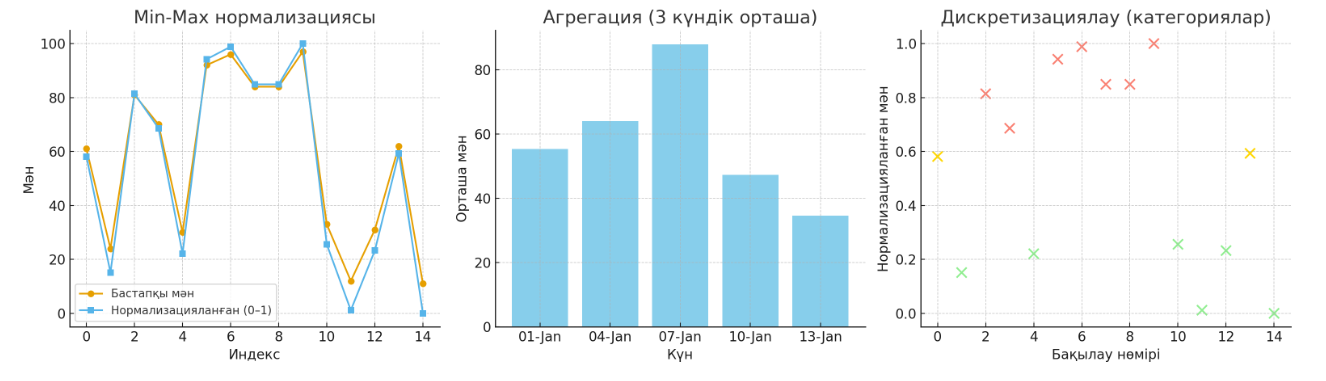 Min-Max нормализациясы
Мән
100
80
60
40
20
0
Бастапқы мән
Нормализацияланған (0–1)
0 2 4 6 8 10 12 14
Индекс
Агрегация (3 күндік орташа)
Орташа мән
80
60
40
20
0
01-Jan 04-Jan 07-Jan 10-Jan 13-Jan
Күн
Дискретизациялау (категориялар)
Нормализацияланған мән
1.0
0.8
0.6
0.4
0.2
0.0
0 2 4 6 8 10 12 14
Бақылау нөмірі